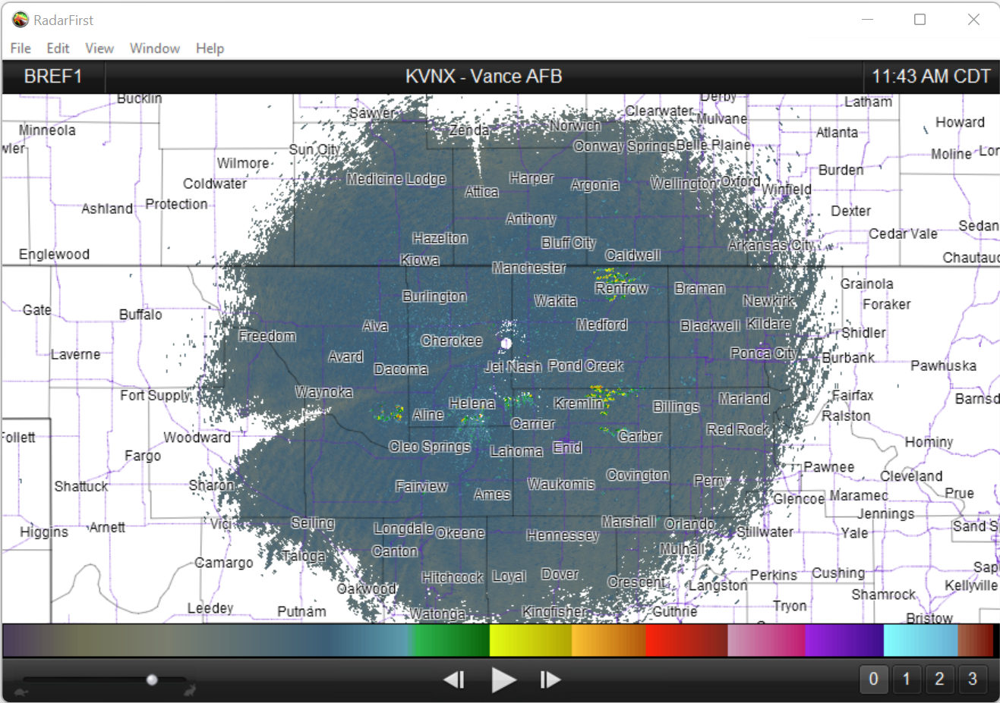 RadarFirst
File Edit View Window Help
BREF1 KVNX - Vance AFB 11:43 AM CDT
Bucklin Derby Latham
Sawyer Clearwater Mulvane Howard
Minneola Zenda Norwich Atlanta
wler Sun City Conway Springs Belle Plaine Moline Lor
Wilmore Burden
Coldwater Medicine Lodge Harper Argonia Wellington Oxford Winfield
Ashland Protection Attica Dexter
Anthony Cedar Vale Sedan
Hazelton Bluff City Arkansas City
Englewood Kiowa Caldwell Chautauq
Manchester
Burlington Renfrow Braman Grainola
Gate Buffalo Wakita Newkirk Foraker
Alva Medford Blackwell Kildare Shidler
Freedom Cherokee
Laverne Avard Ponca City Burbank
Dacoma Jet Nash Pond Creek Pawhuska
Fort Supply Waynoka Helena Kremlin Marland Fairfax Barnsd
Aline Billings Ralston
Follett Woodward Carrier Garber Red Rock Hominy
Fargo Cleo Springs Lahoma Enid
Shattuck Sharon Fairview Waukomis Covington Perry Pawnee Cleveland
Ames Glencoe Maramec Prue
Higgins Arnett Vici Seiling Longdale Okeene Marshall Orlando Jennings
Hennessey Stillwater Yale Sand S
Taloga Canton Mulhall
Camargo Hitchcock Loyal Dover Crescent Perkins Cushing Sap
Oakwood Langston Shamrock Kellyville
Leedey Putnam Watonga Kingfisher Guthrie Tryon
Bristow
0 1 2 3